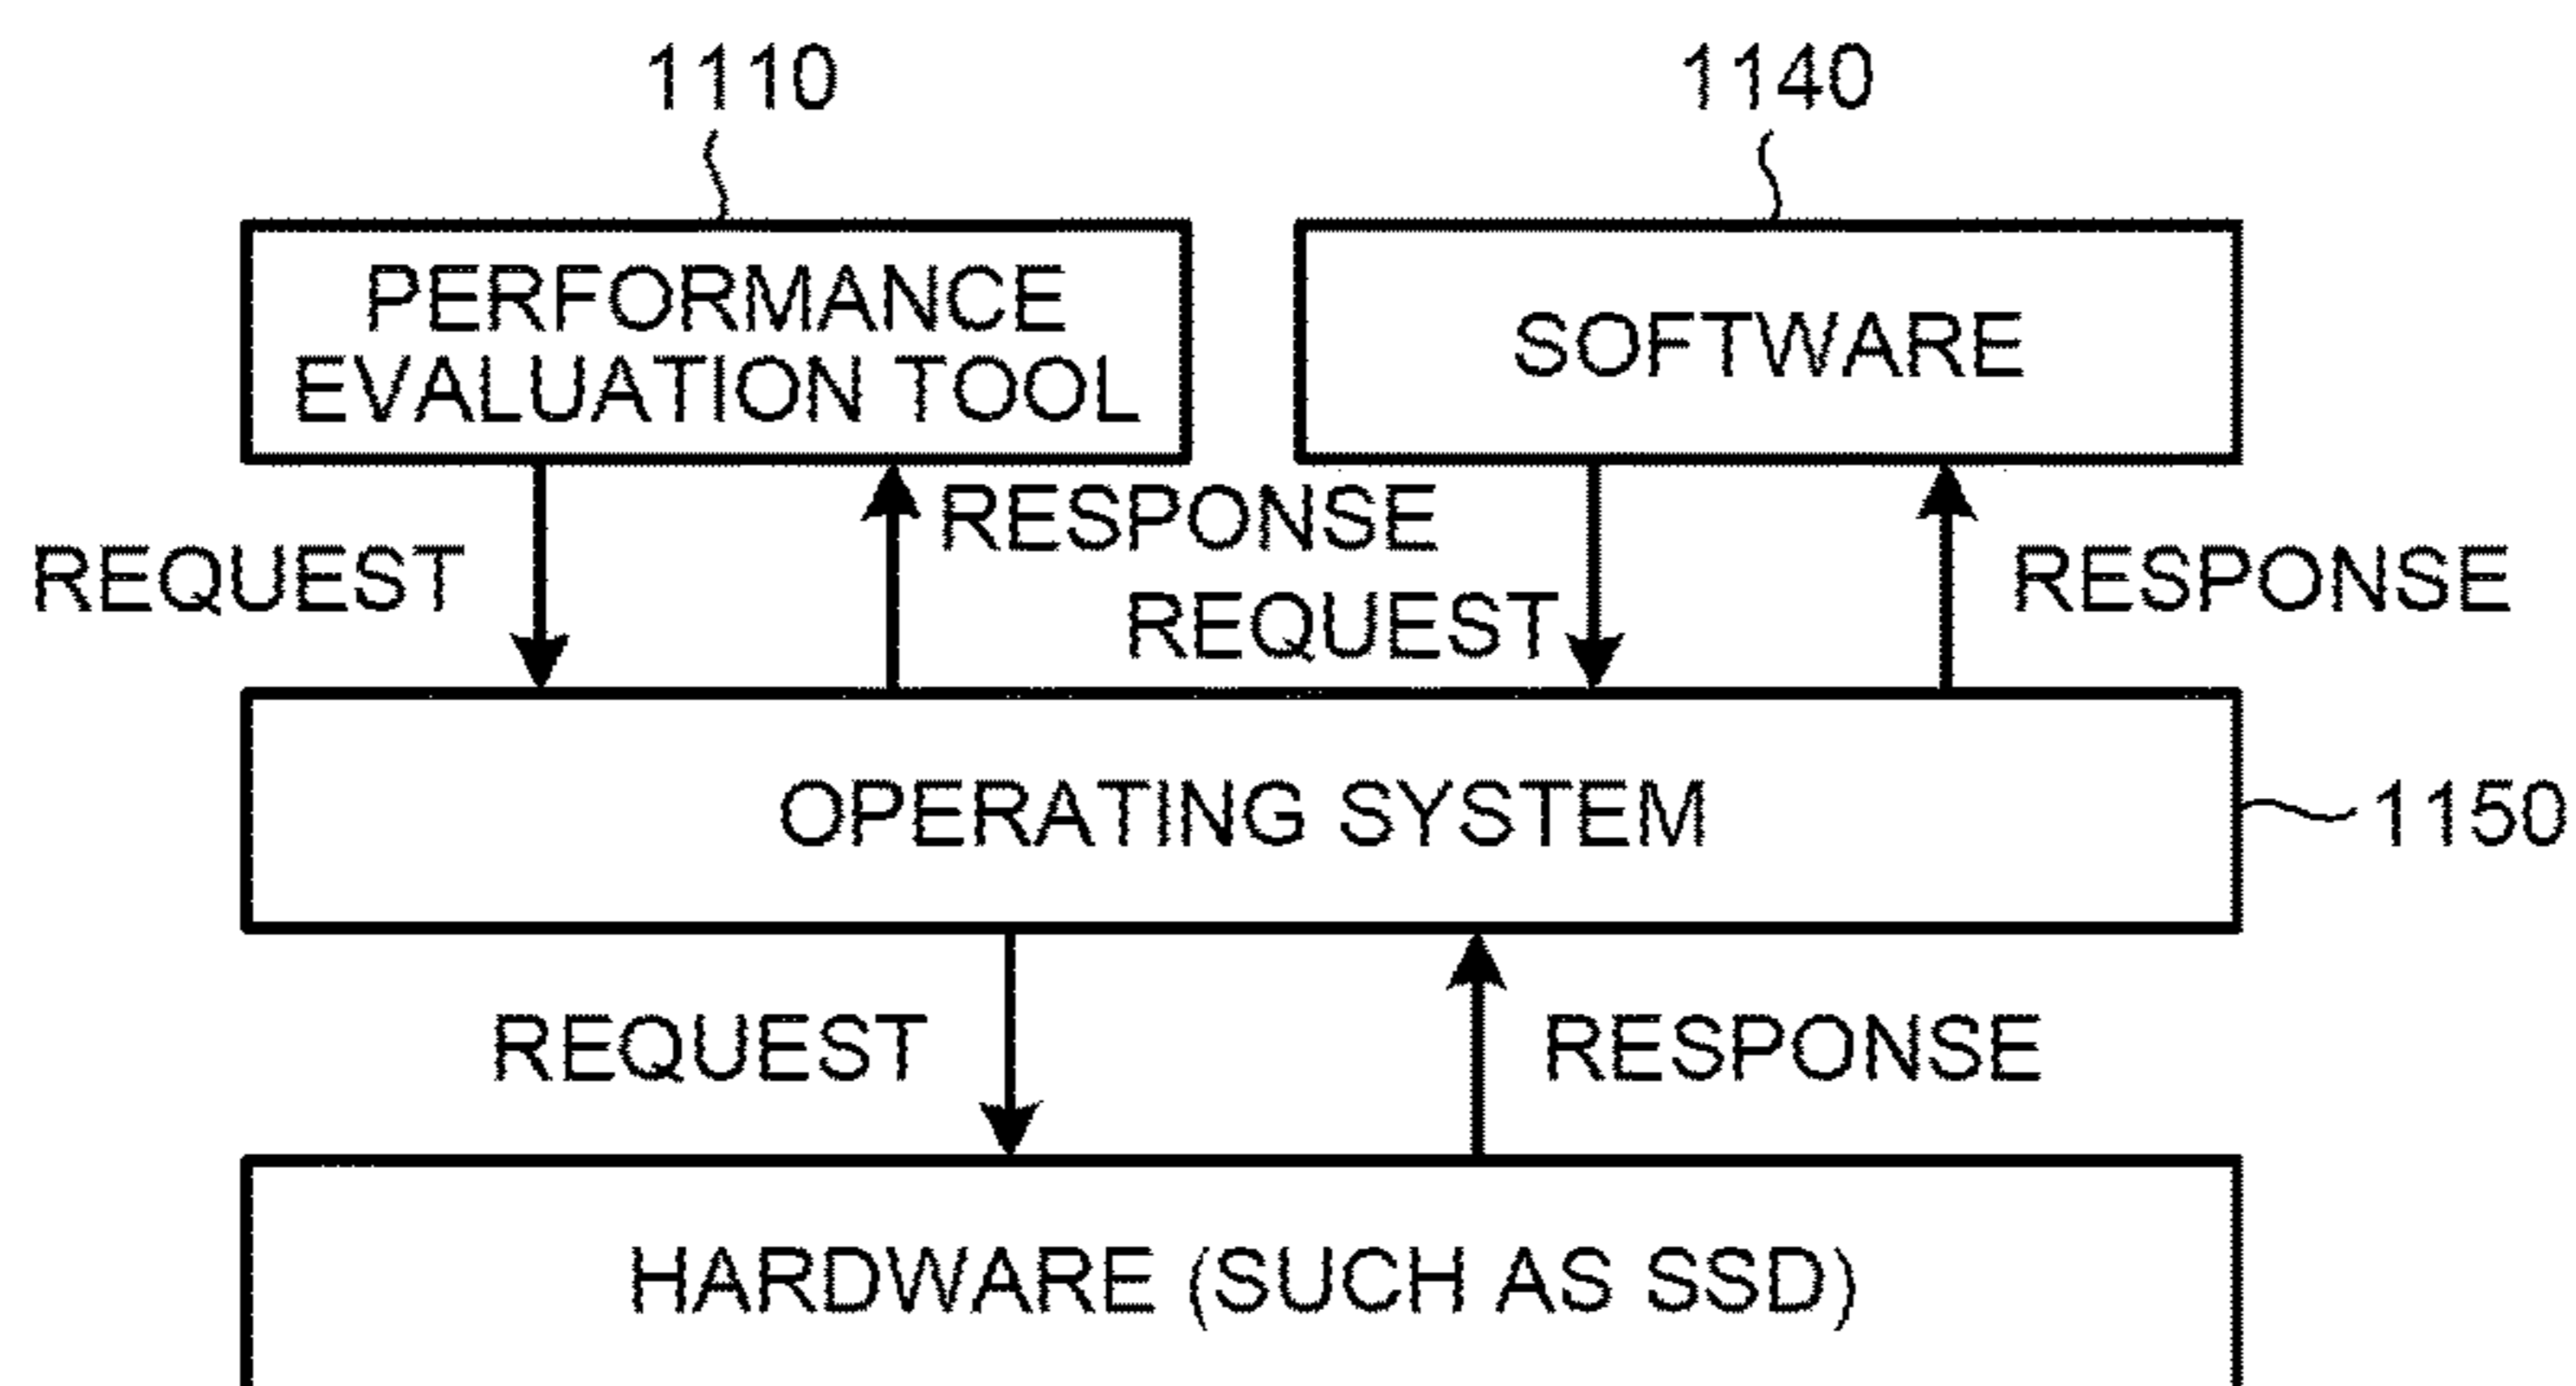 1110
1140
PERFORMANCE
EVALUATION TOOL
SOFTWARE
RESPONSE
REQUEST
RESPONSE
REQUEST
OPERATING SYSTEM
1150
REQUEST
RESPONSE
HARDWARE (SUCH AS SSD)